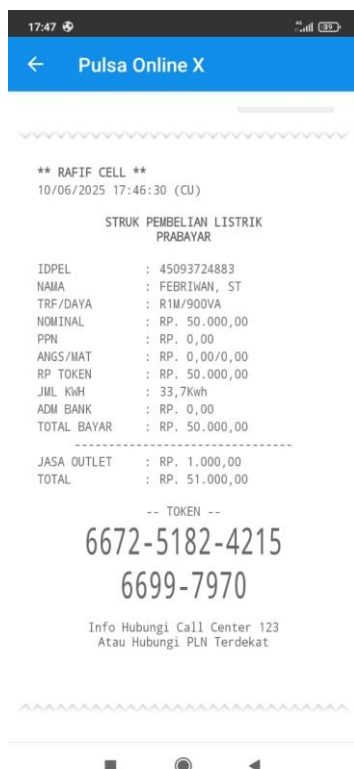 17:47
4G 39
Pulsa Online X
** RAFIF CELL **
10/06/2025 17:46:30 (CU)
STRUK PEMBELIAN LISTRIK
PRABAYAR
IDPEL : 45093724883
NAMA : FEBRIWAN, ST
TRF/DAYA : R1M/900VA
NOMINAL : RP. 50.000,00
PPN : RP. 0,00
ANGS/MAT : RP. 0,00/0,00
RP TOKEN : RP. 50.000,00
JML KWH : 33,7Kwh
ADM BANK : RP. 0,00
TOTAL BAYAR : RP. 50.000,00
--------------------------------
JASA OUTLET : RP. 1.000,00
TOTAL : RP. 51.000,00
-- TOKEN --
6672-5182-4215
6699-7970
Info Hubungi Call Center 123
Atau Hubungi PLN Terdekat